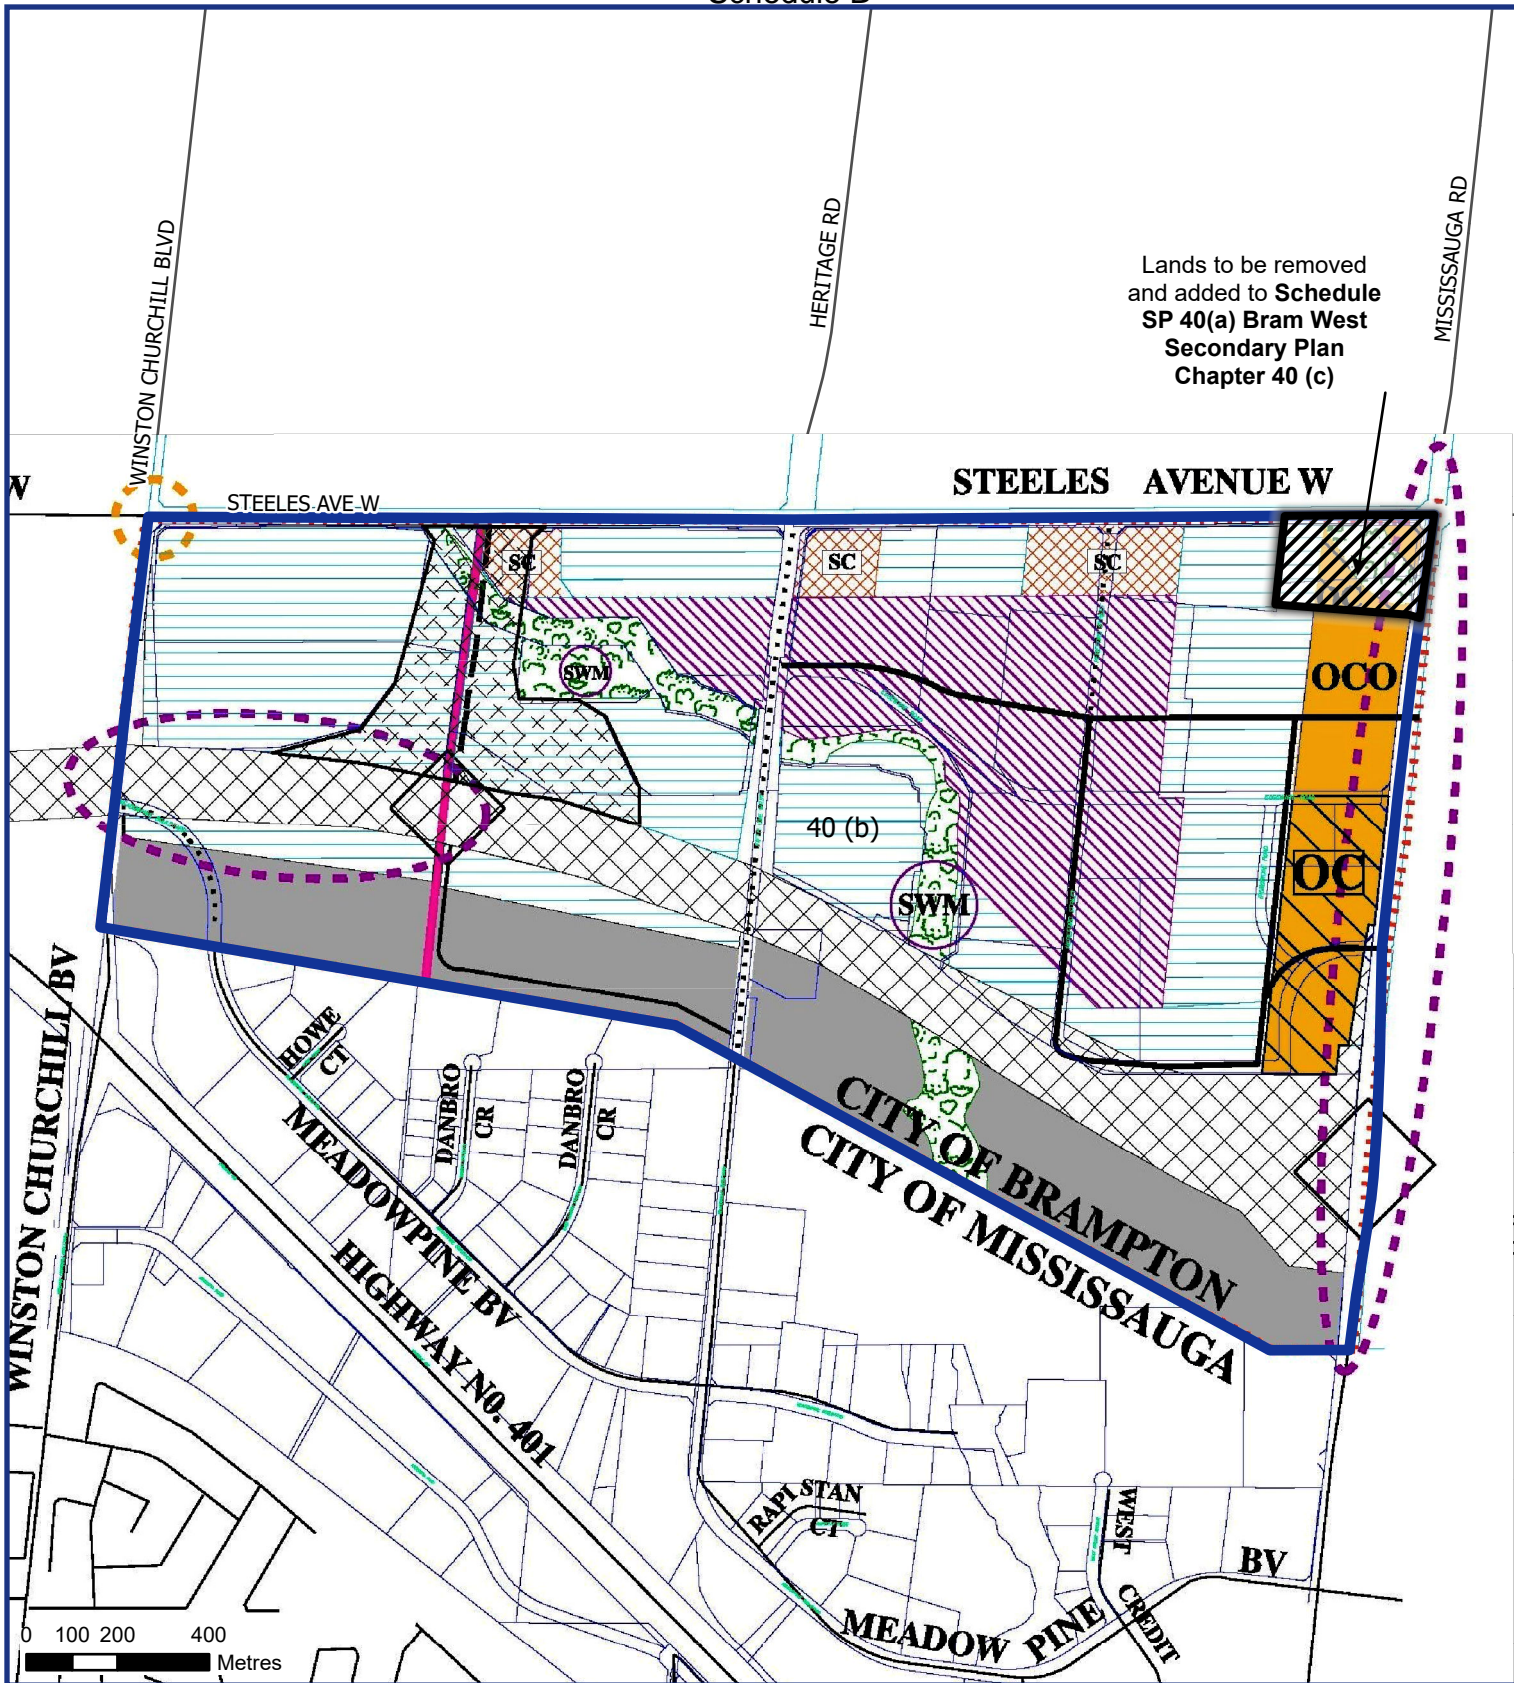 WINSTON CHURCHILL BLVD
HERITAGE RD
MISSISSAUGA RD
Lands to be removed
and added to Schedule
SP 40(a) Bram West
Secondary Plan
Chapter 40 (c)
W
STEELES AVENUE W
STEELES AVE W
SC
SC
SC
SWM
OCO
40 (b)
OC
SWM
WINSTON CHURCHILL BV
HOWE
CT
DANBRO
CR
DANBRO
CR
CITY OF BRAMPTON
CITY OF MISSISSAUGA
MEADOWPINE BV
HIGHWAY NO. 401
RAPISTAN
CT
WEST
CREDIT
BV
MEADOW PINE
0 100 200 400
Metres